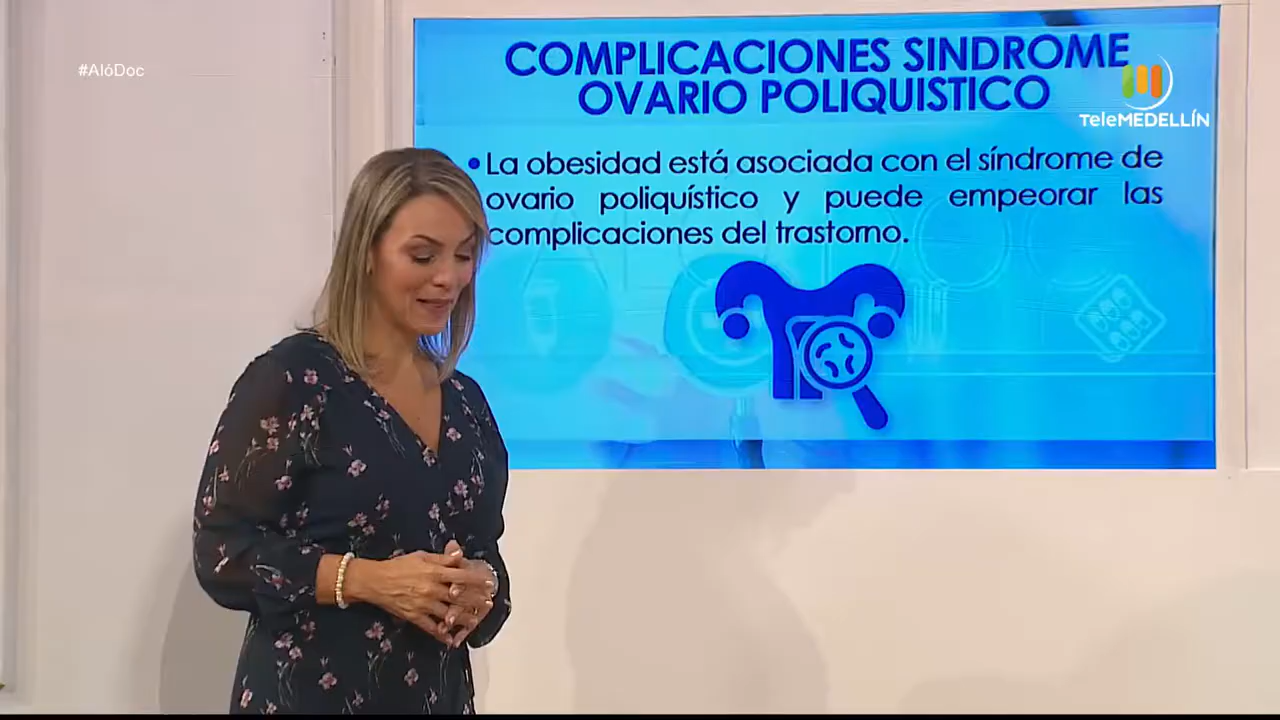 #AlóDoc
COMPLICACIONES SINDROME
OVARIO POLIQUISTICO
TeleMEDELLÍN
• La obesidad está asociada con el síndrome de
ovario poliquístico y puede empeorar las
complicaciones del trastorno.